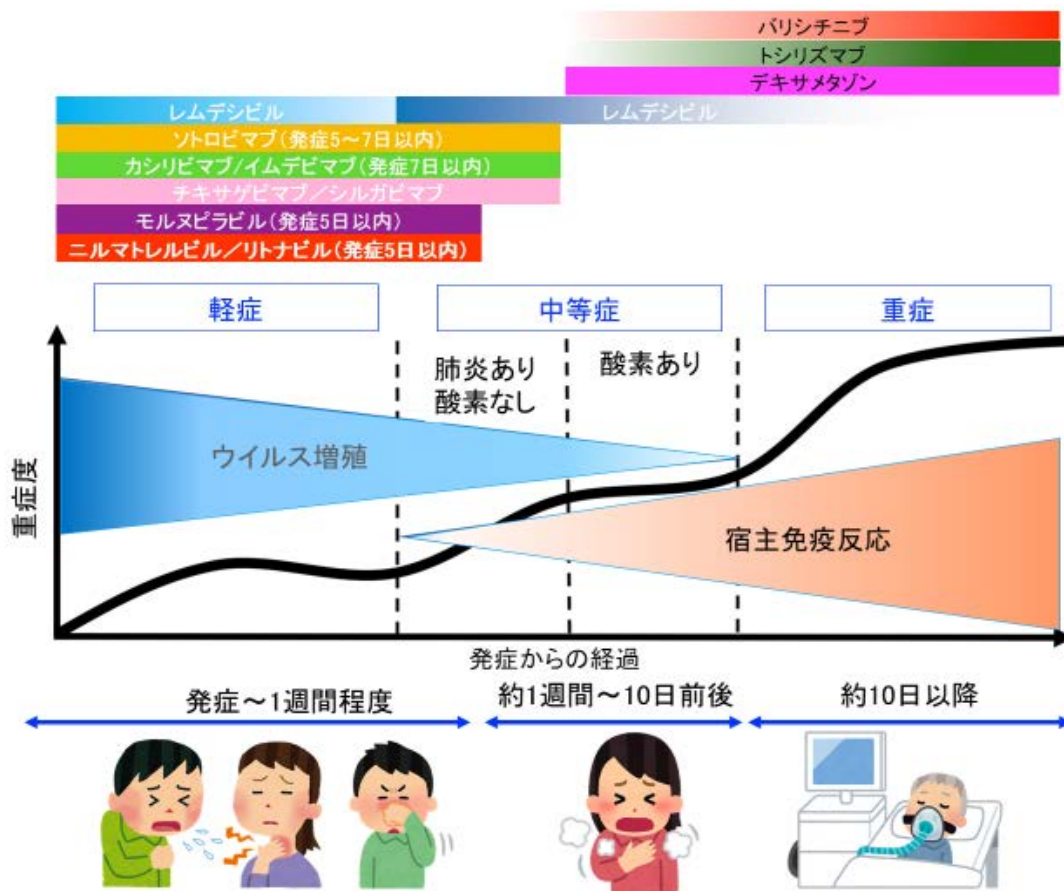 バリシチニブ
トシリズマブ
デキサメタゾン
レムデシビル
レムデシビル
ソトロビマブ(発症5~7日以内)
カシリビマブ/イムデビマブ(発症7日以内)
チキサゲビマブ/シルガビマブ
モルヌピラビル(発症5日以内)
ニルマトレルビル/リトナビル(発症5日以内)
軽症
中等症
重症
肺炎あり
酸素なし
酸素あり
ウイルス増殖
宿主免疫反応
重症度
発症からの経過
発症~1週間程度
約1週間~10日前後
約10日以降